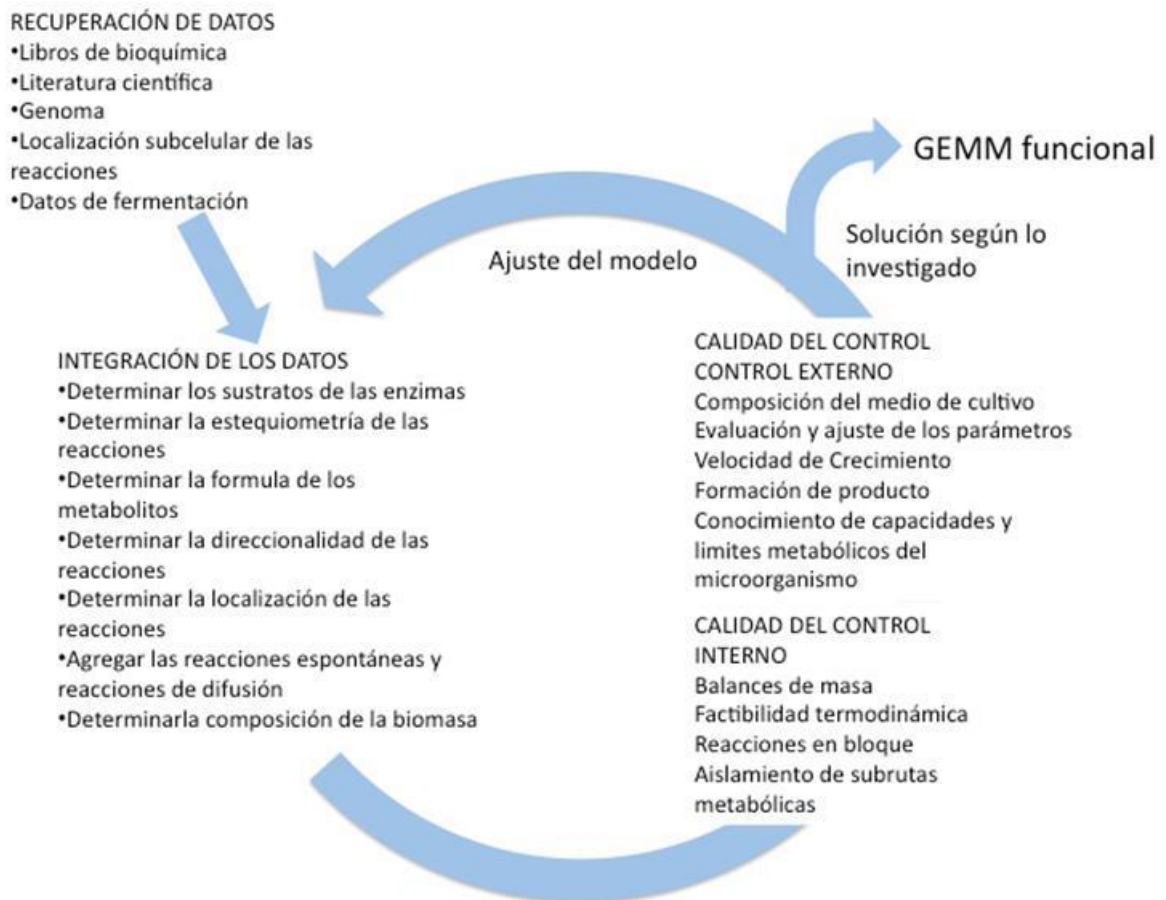 RECUPERACIÓN DE DATOS
•Libros de bioquímica
•Literatura científica
•Genoma
•Localización subcelular de las
reacciones
•Datos de fermentación
GEMM funcional
Solución según lo
investigado
Ajuste del modelo
INTEGRACIÓN DE LOS DATOS
•Determinar los sustratos de las enzimas
•Determinar la estequiometría de las
reacciones
•Determinar la formula de los
metabolitos
•Determinar la direccionalidad de las
reacciones
•Determinar la localización de las
reacciones
•Agregar las reacciones espontáneas y
reacciones de difusión
•Determinarla composición de la biomasa
CALIDAD DEL CONTROL
CONTROL EXTERNO
Composición del medio de cultivo
Evaluación y ajuste de los parámetros
Velocidad de Crecimiento
Formación de producto
Conocimiento de capacidades y
limites metabólicos del
microorganismo
CALIDAD DEL CONTROL
INTERNO
Balances de masa
Factibilidad termodinámica
Reacciones en bloque
Aislamiento de subrutas
metabólicas